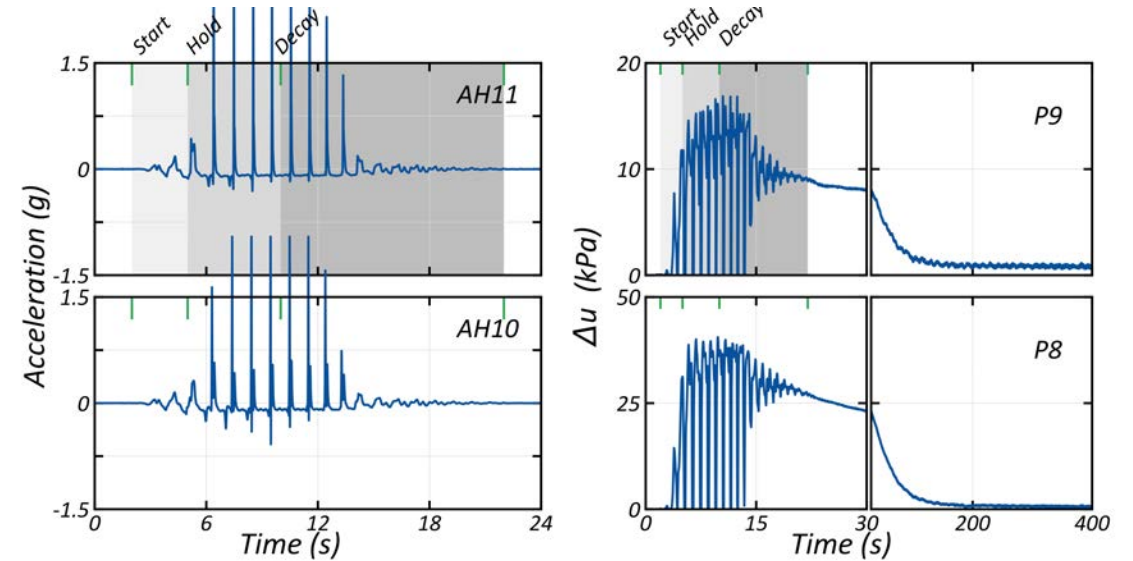 Start Hold Decay
Start Hold Decay
Acceleration (g)
1.5
0
-1.5
AH11
1.5
0
-1.5
AH10
0 6 12 18 24
Time (s)
Δu (kPa)
20
10
0
P9
50
25
0
P8
0 15 30 200 400
Time (s)